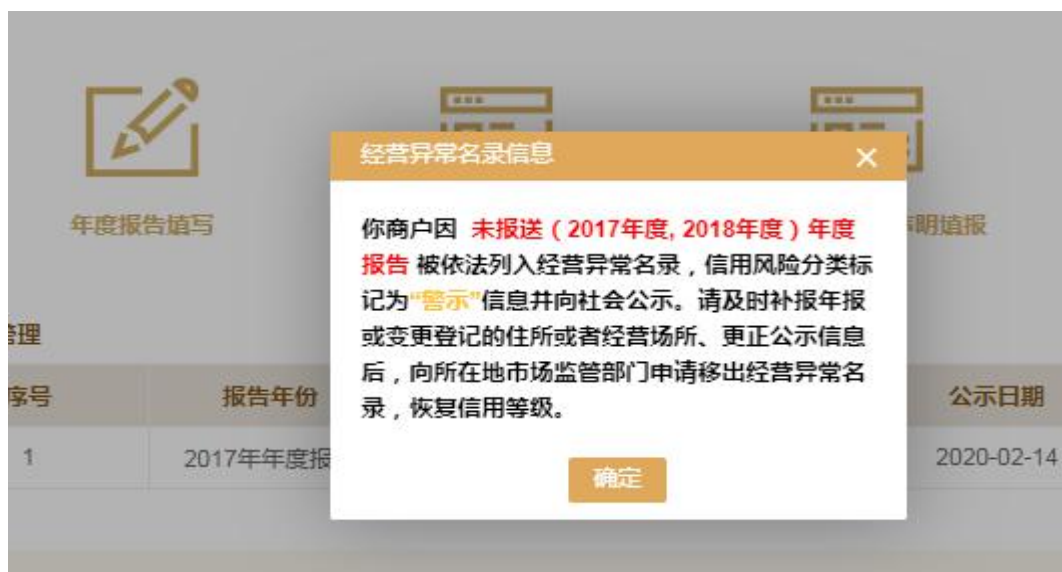 年度报告填写
声明填报
经营异常名录信息
你商户因 未报送(2017年度, 2018年度)年度
报告 被依法列入经营异常名录,信用风险分类标
记为“警示”信息并向社会公示。请及时补报年报
或变更登记的住所或者经营场所、更正公示信息
后,向所在地市场监管部门申请移出经营异常名
录,恢复信用等级。
确定
管理
序号 报告年份 公示日期
1 2017年年度报 2020-02-14